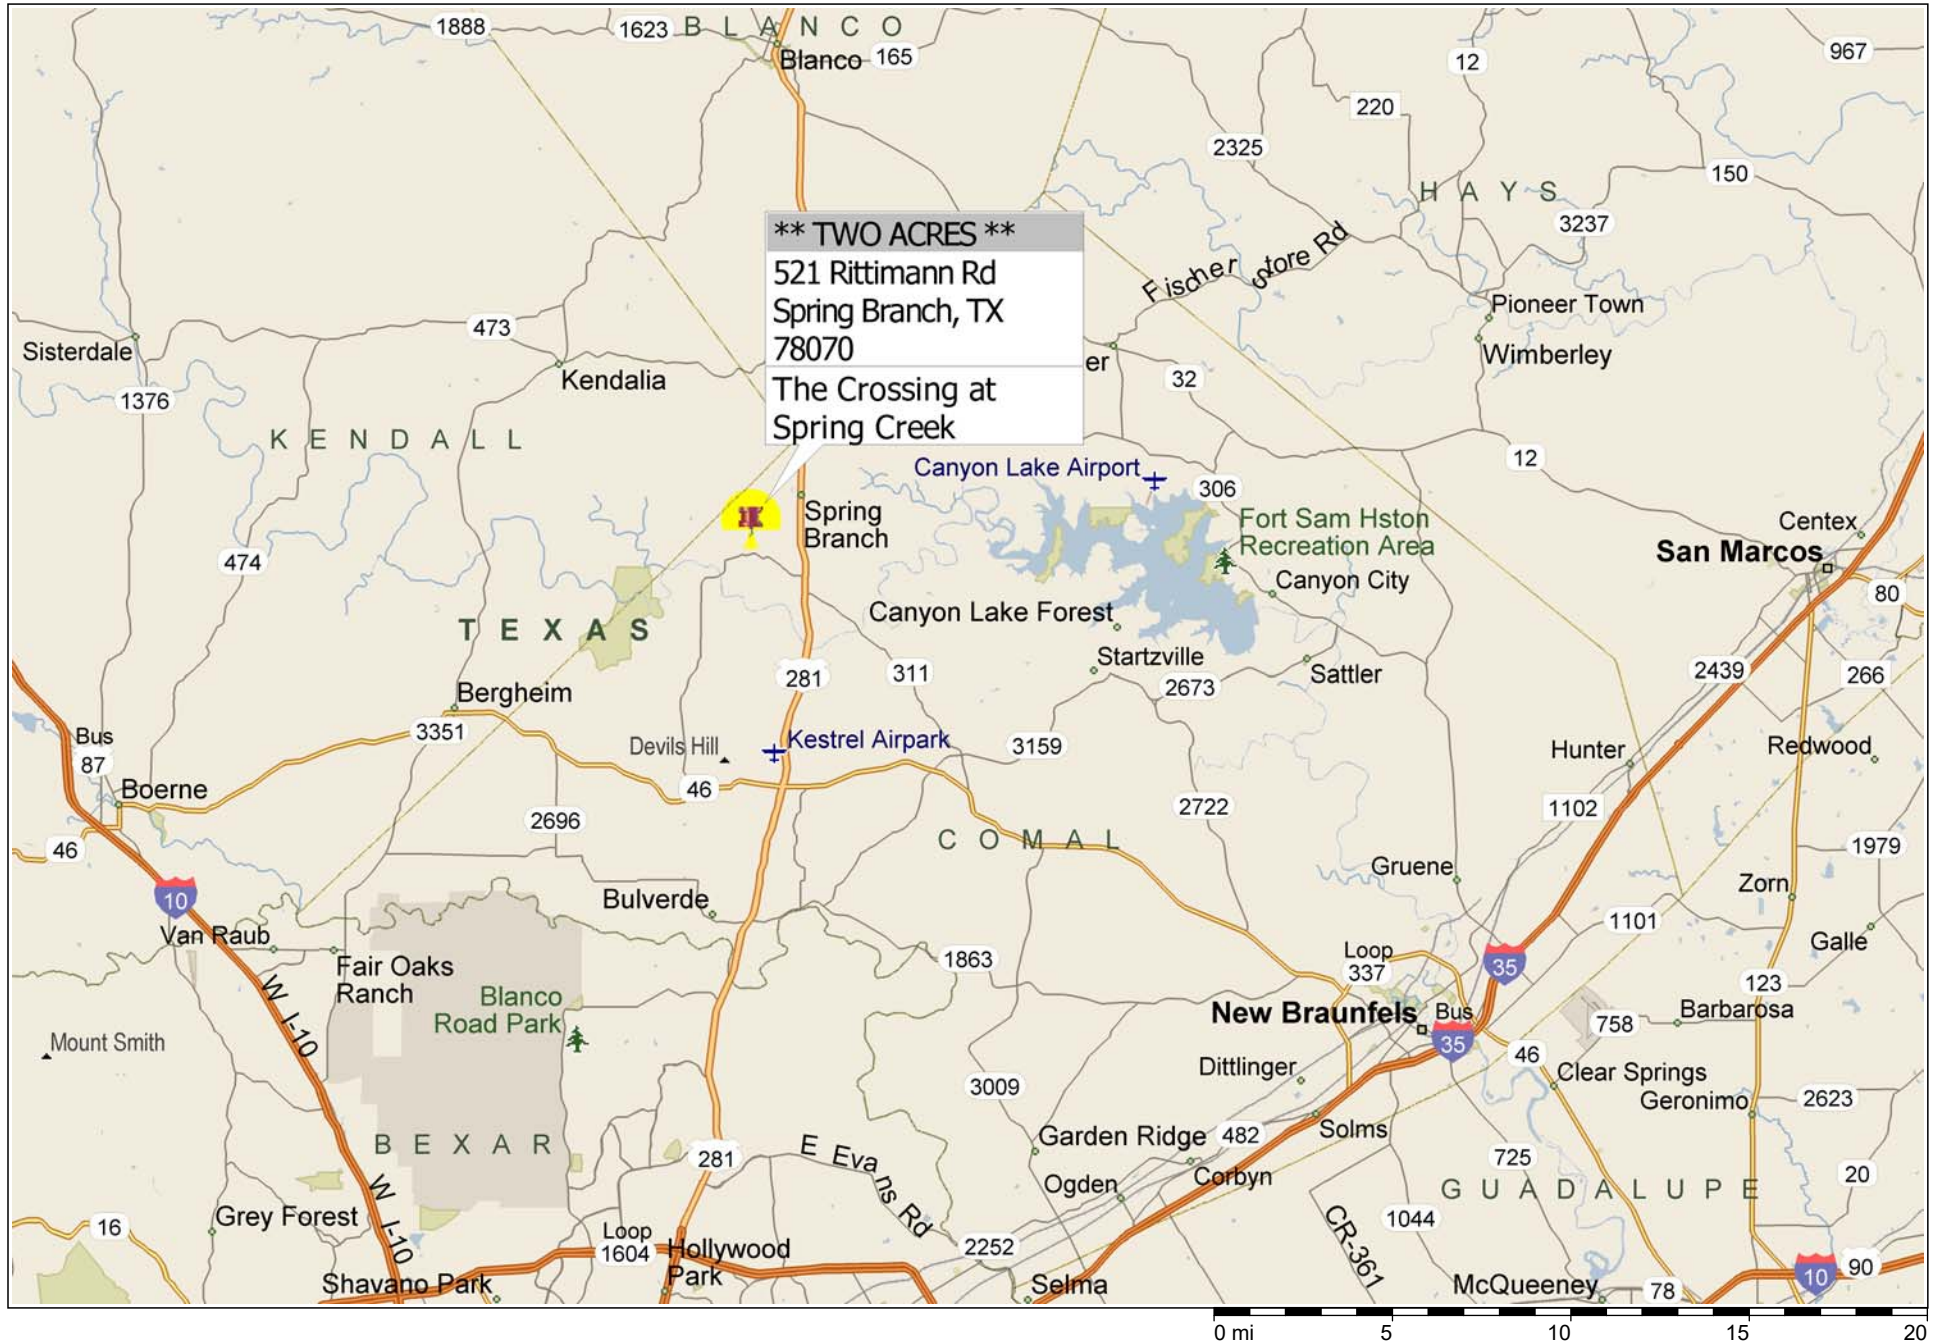 1888
1623
BLANCO
Blanco
165
12
967
220
2325
150
HAYS
3237
** TWO ACRES **
521 Rittimann Rd
Spring Branch, TX
78070
The Crossing at
Spring Creek
Fischer Store Rd
Pioneer Town
Wimberley
473
Sisterdale
Kendalia
er
32
1376
KENDALL
12
Canyon Lake Airport
306
Spring
Branch
Fort Sam Hston
Recreation Area
Centex
San Marcos
474
Canyon City
80
Canyon Lake Forest
TEXAS
Startzville
281
311
2673
Sattler
2439
266
Bergheim
3351
Bus
87
Devils Hill
Kestrel Airpark
3159
Hunter
Redwood
Boerne
46
2696
2722
1102
46
COMAL
1979
Gruene
Zorn
10
Bulverde
1101
Van Raub
Galle
Fair Oaks
Ranch
1863
Loop
337
35
123
W I-10
Blanco
Road Park
New Braunfels
Bus
35
758
Barbarosa
Mount Smith
46
Dittlinger
Clear Springs
3009
Geronimo
2623
BEXAR
281
E Evans Rd
Garden Ridge
482
Solms
725
Corbyn
Ogden
20
GUADALUPE
W I-10
16
Grey Forest
1044
CR-361
Loop
1604
Hollywood
Park
2252
10
90
Shavano Park
Selma
McQueeney
78
0 mi 5 10 15 20